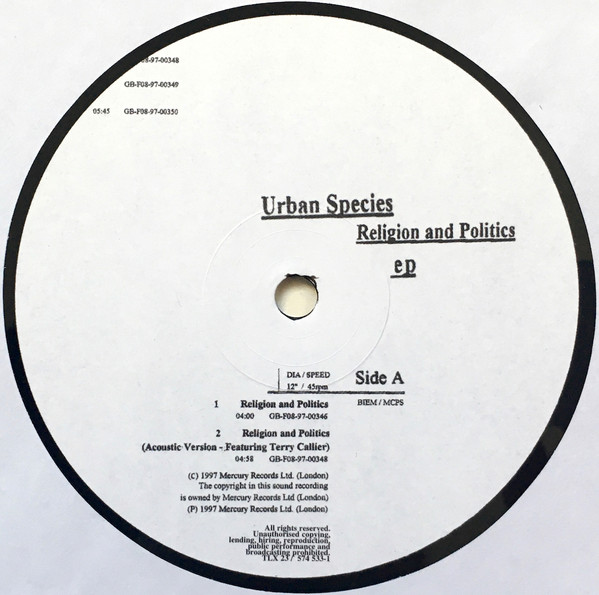 08-97-00348
GB-F08-97-00349
05:45 GB-F08-97-00350
Urban Species
Religion and Politics
ep
DIA / SPEED
12" / 45rpm
Side A
BIEM / MCPS
1 Religion and Politics
04:00 GB-F08-97-00346
2 Religion and Politics
(Acoustic Version - Featuring Terry Callier)
04:58 GB-F08-97-00348
(C) 1997 Mercury Records Ltd. (London)
The copyright in this sound recording
is owned by Mercury Records Ltd (London)
(P) 1997 Mercury Records Ltd. (London)
All rights reserved.
Unauthorised copying,
lending, hiring, reproduction,
public performance and
broadcasting prohibited.
TLX 23 / 574 533-1